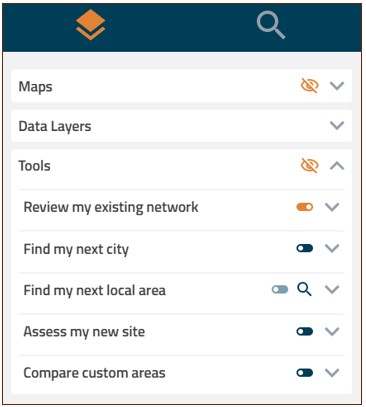 Maps
Data Layers
Tools
Review my existing network
Find my next city
Find my next local area
Assess my new site
Compare custom areas